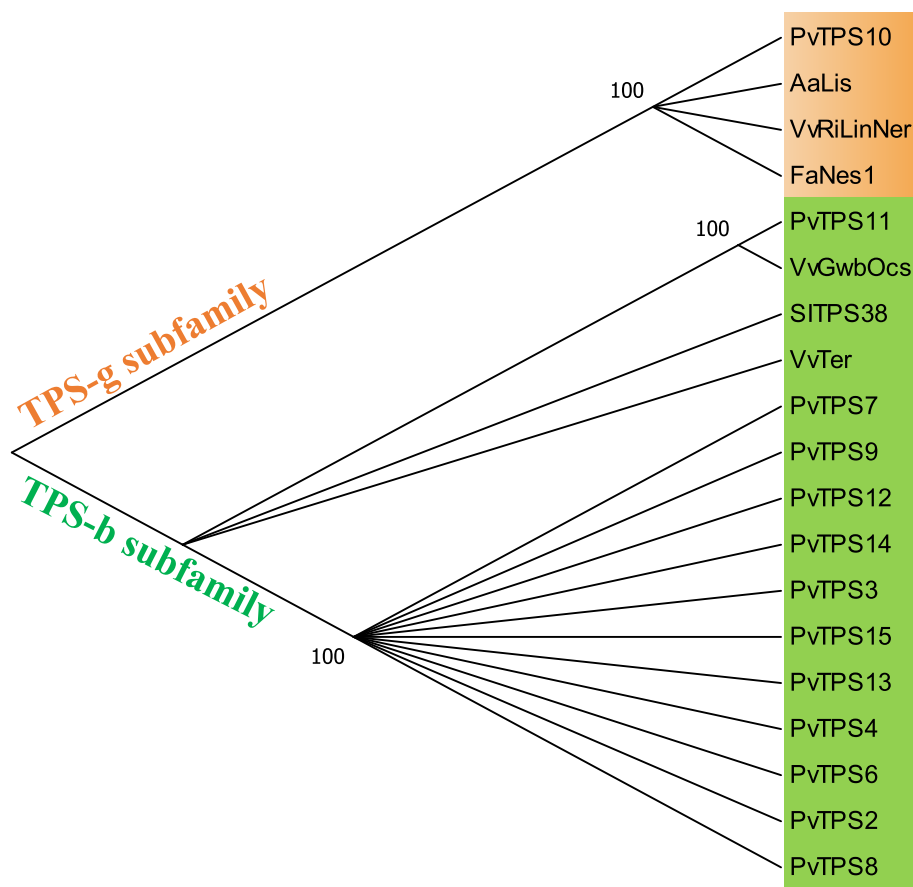 PvTPS10
100
AaLis
VvRiLinNer
FaNes1
PvTPS11
100
VvGwbOcs
SlTPS38
TPS-g subfamily
VvTer
PvTPS7
PvTPS9
TPS-b subfamily
PvTPS12
PvTPS14
PvTPS3
PvTPS15
100
PvTPS13
PvTPS4
PvTPS6
PvTPS2
PvTPS8